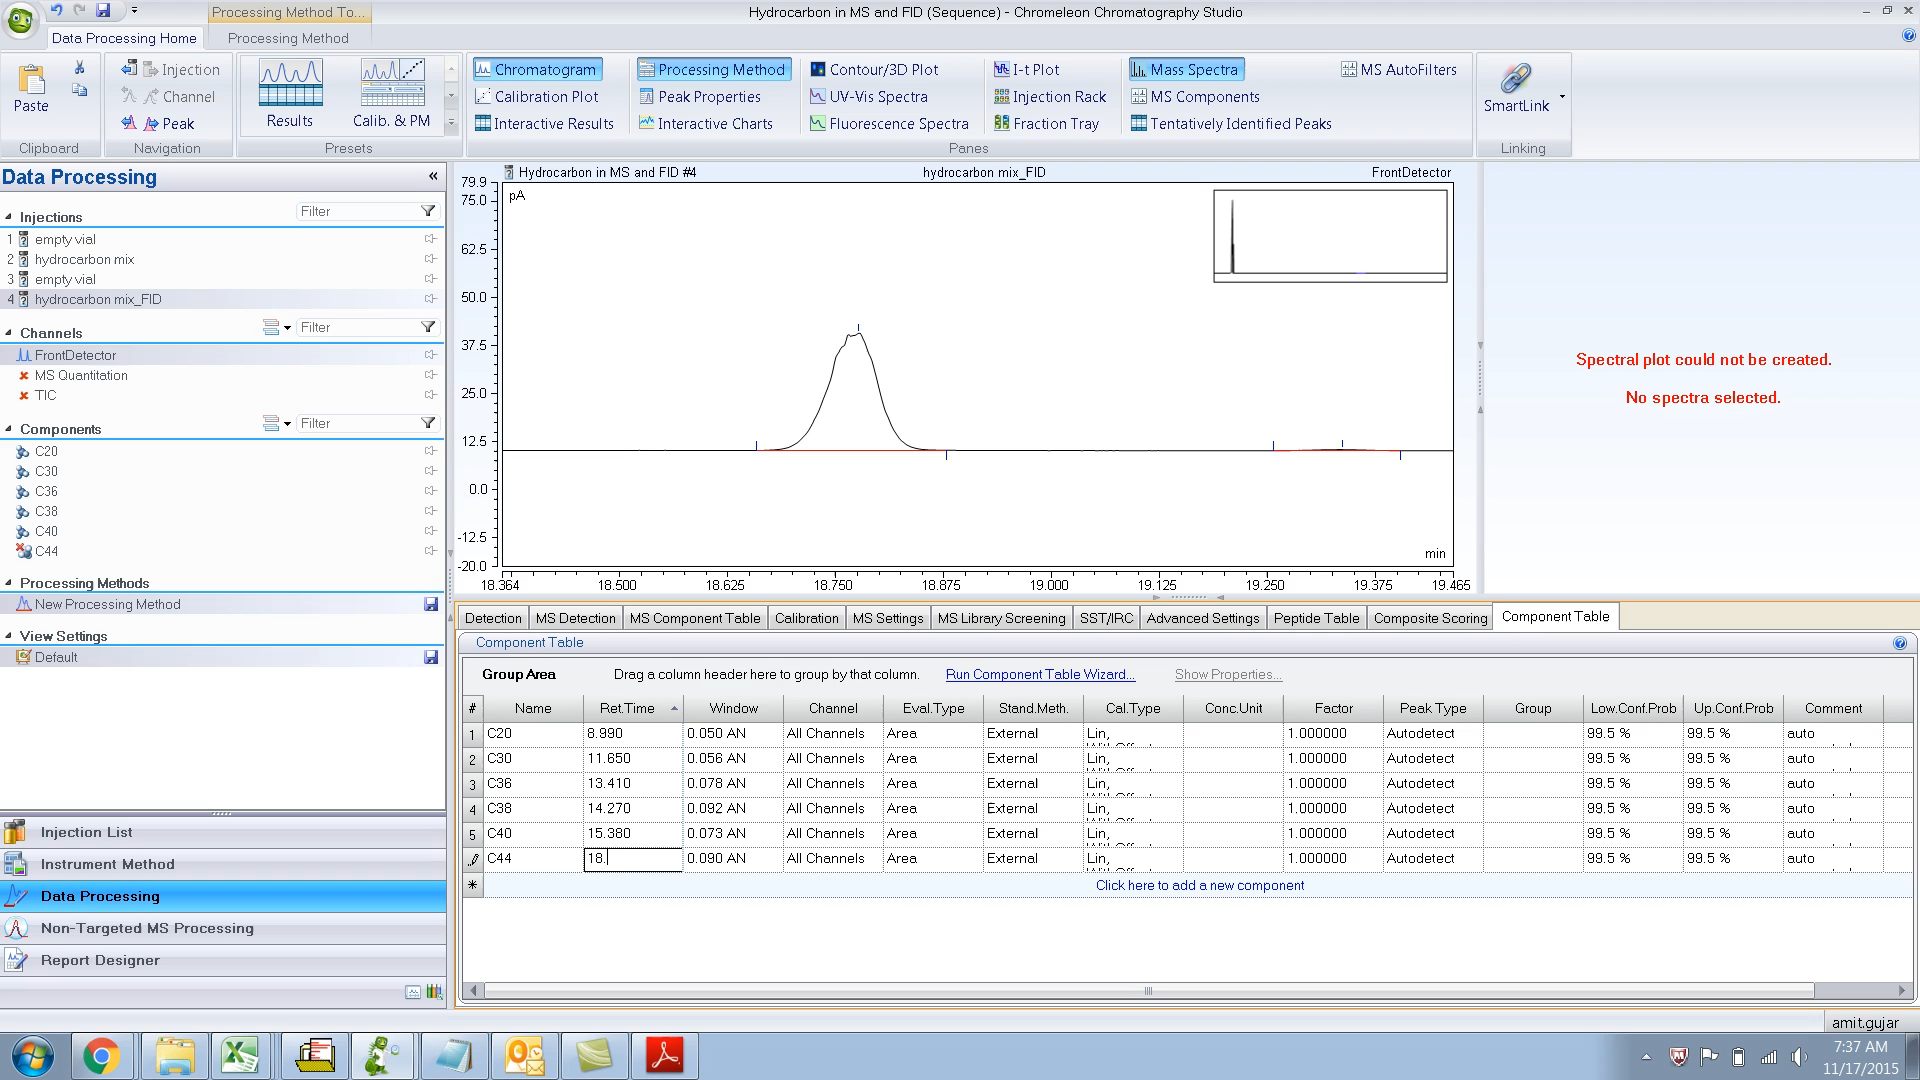 Processing Method To...
Hydrocarbon in MS and FID (Sequence) - Chromeleon Chromatography Studio
Data Processing Home
Processing Method
Paste
Clipboard
Injection
Channel
Peak
Navigation
Results
Calib. & PM
Presets
Chromatogram
Calibration Plot
Interactive Results
Processing Method
Peak Properties
Interactive Charts
Contour/3D Plot
UV-Vis Spectra
Fluorescence Spectra
I-t Plot
Injection Rack
Fraction Tray
Mass Spectra
MS Components
Tentatively Identified Peaks
MS AutoFilters
Panes
SmartLink
Linking
Data Processing
Injections
Filter
1 empty vial
2 hydrocarbon mix
3 empty vial
4 hydrocarbon mix_FID
Channels
Filter
FrontDetector
MS Quantitation
TIC
Components
Filter
C20
C30
C36
C38
C40
C44
Processing Methods
New Processing Method
View Settings
Default
Injection List
Instrument Method
Data Processing
Non-Targeted MS Processing
Report Designer
Hydrocarbon in MS and FID #4
hydrocarbon mix_FID
FrontDetector
pA
79.9
75.0
62.5
50.0
37.5
25.0
12.5
0.0
-12.5
-20.0
min
18.364 18.500 18.625 18.750 18.875 19.000 19.125 19.250 19.375 19.465
Spectral plot could not be created.
No spectra selected.
Detection MS Detection MS Component Table Calibration MS Settings MS Library Screening SST/IRC Advanced Settings Peptide Table Composite Scoring Component Table
Component Table
Group Area Drag a column header here to group by that column. Run Component Table Wizard... Show Properties...
# Name Ret.Time Window Channel Eval.Type Stand.Meth. Cal.Type Conc.Unit Factor Peak Type Group Low.Conf.Prob Up.Conf.Prob Comment
1 C20 8.990 0.050 AN All Channels Area External Lin, 1.000000 Autodetect 99.5 % 99.5 % auto
2 C30 11.650 0.056 AN All Channels Area External Lin, 1.000000 Autodetect 99.5 % 99.5 % auto
3 C36 13.410 0.078 AN All Channels Area External Lin, 1.000000 Autodetect 99.5 % 99.5 % auto
4 C38 14.270 0.092 AN All Channels Area External Lin, 1.000000 Autodetect 99.5 % 99.5 % auto
5 C40 15.380 0.073 AN All Channels Area External Lin, 1.000000 Autodetect 99.5 % 99.5 % auto
C44 18. 0.090 AN All Channels Area External Lin, 1.000000 Autodetect 99.5 % 99.5 % auto
* Click here to add a new component
amit.gujar
7:37 AM
11/17/2015